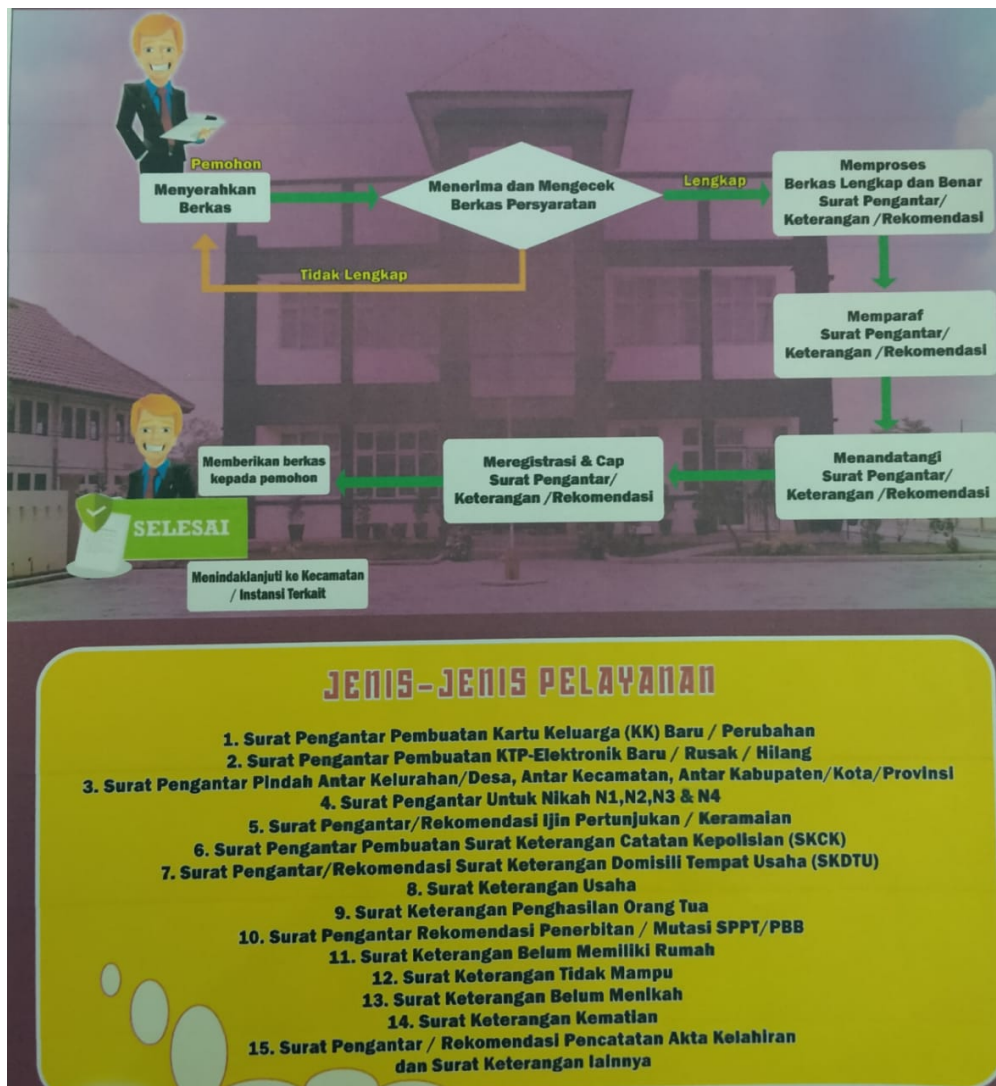 Pemohon
Menyerahkan
Berkas
Menerima dan Mengecek
Berkas Persyaratan
Lengkap
Memproses
Berkas Lengkap dan Benar
Surat Pengantar/
Keterangan /Rekomendasi
Tidak Lengkap
Memparaf
Surat Pengantar/
Keterangan /Rekomendasi
Menandatangi
Surat Pengantar/
Keterangan /Rekomendasi
Meregistrasi & Cap
Surat Pengantar/
Keterangan /Rekomendasi
Memberikan berkas
kepada pemohon
SELESAI
Menindaklanjuti ke Kecamatan
/ Instansi Terkait
JENIS-JENIS PELAYANAN
1. Surat Pengantar Pembuatan Kartu Keluarga (KK) Baru / Perubahan
2. Surat Pengantar Pembuatan KTP-Elektronik Baru / Rusak / Hilang
3. Surat Pengantar Pindah Antar Kelurahan/Desa, Antar Kecamatan, Antar Kabupaten/Kota/Provinsi
4. Surat Pengantar Untuk Nikah N1,N2,N3 & N4
5. Surat Pengantar/Rekomendasi Ijin Pertunjukan / Keramaian
6. Surat Pengantar Pembuatan Surat Keterangan Catatan Kepolisian (SKCK)
7. Surat Pengantar/Rekomendasi Surat Keterangan Domisili Tempat Usaha (SKDTU)
8. Surat Keterangan Usaha
9. Surat Keterangan Penghasilan Orang Tua
10. Surat Pengantar Rekomendasi Penerbitan / Mutasi SPPT/PBB
11. Surat Keterangan Belum Memiliki Rumah
12. Surat Keterangan Tidak Mampu
13. Surat Keterangan Belum Menikah
14. Surat Keterangan Kematian
15. Surat Pengantar / Rekomendasi Pencatatan Akta Kelahiran
dan Surat Keterangan lainnya